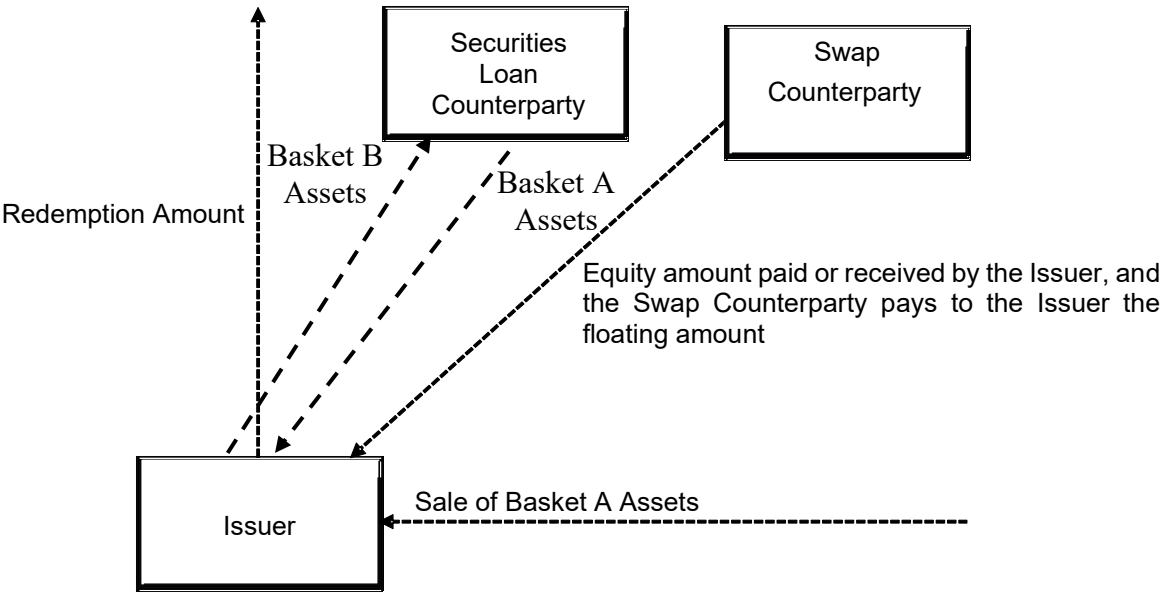 Securities
Loan
Counterparty
Swap
Counterparty
Basket B
Assets
Basket A
Assets
Redemption Amount
Equity amount paid or received by the Issuer, and
the Swap Counterparty pays to the Issuer the
floating amount
Sale of Basket A Assets
Issuer